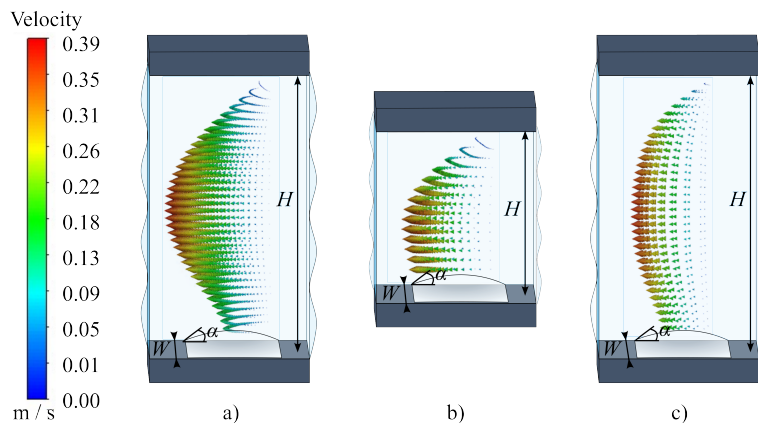 Velocity
0.39
0.35
0.31
0.26
0.22
0.18
0.13
0.09
0.05
0.01
0.00
m / s
H
W
α
a)
H
W
α
b)
H
W
α
c)